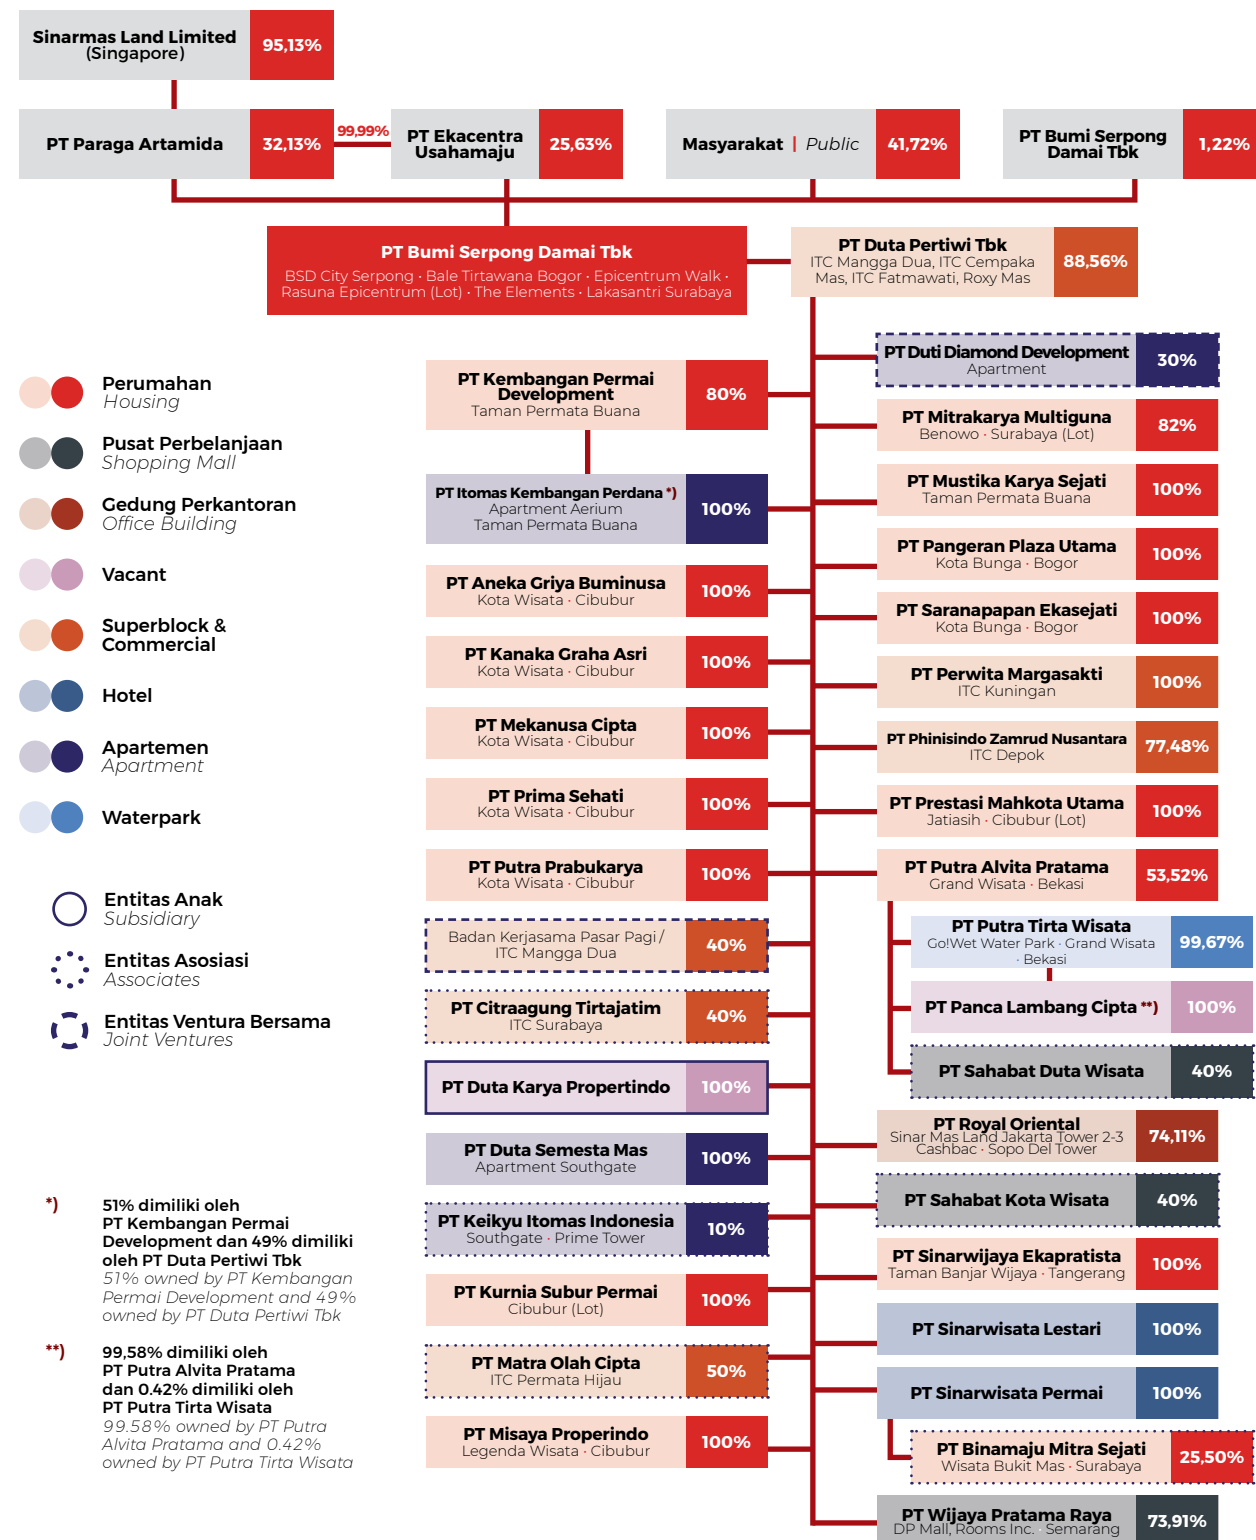 Sinarmas Land Limited
(Singapore)
95,13%
PT Paraga Artamida
32,13%
99,99%
PT Ekacentra
Usahamaju
25,63%
Masyarakat | Public
41,72%
PT Bumi Serpong
Damai Tbk
1,22%
PT Bumi Serpong Damai Tbk
BSD City Serpong · Bale Tirtawana Bogor · Epicentrum Walk ·
Rasuna Epicentrum (Lot) · The Elements · Lakasantri Surabaya
PT Duta Pertiwi Tbk
ITC Mangga Dua, ITC Cempaka
Mas, ITC Fatmawati, Roxy Mas
88,56%
Perumahan
Housing
Pusat Perbelanjaan
Shopping Mall
Gedung Perkantoran
Office Building
Vacant
Superblock &
Commercial
Hotel
Apartemen
Apartment
Waterpark
Entitas Anak
Subsidiary
Entitas Asosiasi
Associates
Entitas Ventura Bersama
Joint Ventures
*)
51% dimiliki oleh
PT Kembangan Permai
Development dan 49% dimiliki
oleh PT Duta Pertiwi Tbk
51% owned by PT Kembangan
Permai Development and 49%
owned by PT Duta Pertiwi Tbk
**)
99,58% dimiliki oleh
PT Putra Alvita Pratama
dan 0.42% dimiliki oleh
PT Putra Tirta Wisata
99.58% owned by PT Putra
Alvita Pratama and 0.42%
owned by PT Putra Tirta Wisata
PT Kembangan Permai
Development
Taman Permata Buana
80%
PT Itomas Kembangan Perdana *)
Apartment Aerium
Taman Permata Buana
100%
PT Aneka Griya Buminusa
Kota Wisata · Cibubur
100%
PT Kanaka Graha Asri
Kota Wisata · Cibubur
100%
PT Mekanusa Cipta
Kota Wisata · Cibubur
100%
PT Prima Sehati
Kota Wisata · Cibubur
100%
PT Putra Prabukarya
Kota Wisata · Cibubur
100%
Badan Kerjasama Pasar Pagi /
ITC Mangga Dua
40%
PT Citraagung Tirtajatim
ITC Surabaya
40%
PT Duta Karya Propertindo
100%
PT Duta Semesta Mas
Apartment Southgate
100%
PT Keikyu Itomas Indonesia
Southgate · Prime Tower
10%
PT Kurnia Subur Permai
Cibubur (Lot)
100%
PT Matra Olah Cipta
ITC Permata Hijau
50%
PT Misaya Properindo
Legenda Wisata · Cibubur
100%
PT Duti Diamond Development
Apartment
30%
PT Mitrakarya Multiguna
Benowo · Surabaya (Lot)
82%
PT Mustika Karya Sejati
Taman Permata Buana
100%
PT Pangeran Plaza Utama
Kota Bunga · Bogor
100%
PT Saranapapan Ekasejati
Kota Bunga · Bogor
100%
PT Perwita Margasakti
ITC Kuningan
100%
PT Phinisindo Zamrud Nusantara
ITC Depok
77,48%
PT Prestasi Mahkota Utama
Jatiasih · Cibubur (Lot)
100%
PT Putra Alvita Pratama
Grand Wisata · Bekasi
53,52%
PT Putra Tirta Wisata
Go!Wet Water Park · Grand Wisata
· Bekasi
99,67%
PT Panca Lambang Cipta **)
100%
PT Sahabat Duta Wisata
40%
PT Royal Oriental
Sinar Mas Land Jakarta Tower 2-3
Cashbac · Sopo Del Tower
74,11%
PT Sahabat Kota Wisata
40%
PT Sinarwijaya Ekapratista
Taman Banjar Wijaya · Tangerang
100%
PT Sinarwisata Lestari
100%
PT Sinarwisata Permai
100%
PT Binamaju Mitra Sejati
Wisata Bukit Mas · Surabaya
25,50%
PT Wijaya Pratama Raya
DP Mall, Rooms Inc. · Semarang
73,91%